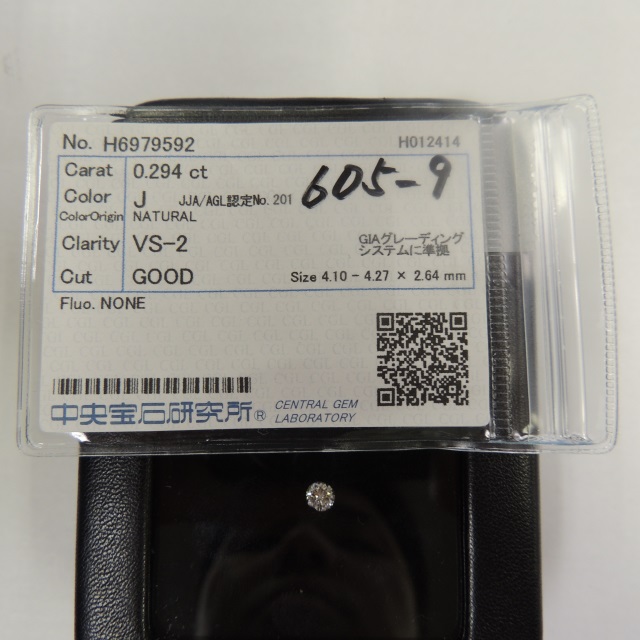 No. H6979592
H012414
Carat 0.294 ct
Color J JJA/AGL認定No.201
605-9
ColorOrigin NATURAL
Clarity VS-2
GIAグレーディング
システムに準拠
Cut GOOD Size 4.10 - 4.27 × 2.64 mm
Fluo. NONE
中央宝石研究所® CENTRAL GEM
LABORATORY